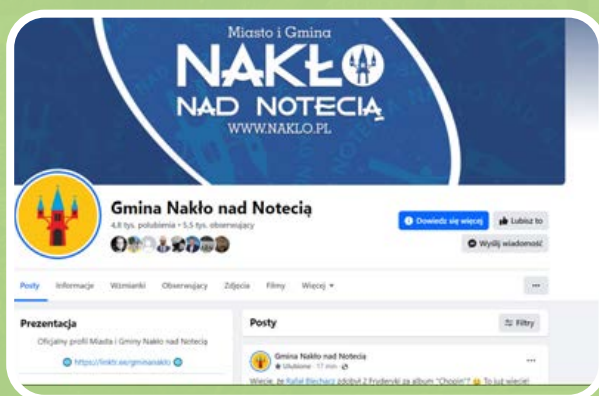 Miasto i Gmina
NAKŁO
NAD NOTECIĄ
WWW.NAKLO.PL
Gmina Nakło nad Notecią
4,8 tys. polubienia • 5,5 tys. obserwujący
Dowiedz się więcej
Lubisz to
Wyślij wiadomość
Posty Informacje Wzmianki Obserwujący Zdjęcia Filmy Więcej
Prezentacja
Oficjalny profil Miasta i Gminy Nakło nad Notecią
https://linktr.ee/gminanaklo
Posty
Filtry
Gmina Nakło nad Notecią
Ulubione · 17 min ·
Wiecie, że Rafał Blechacz zdobył 2 Fryderyki za album "Chopin"? To już wiecie!